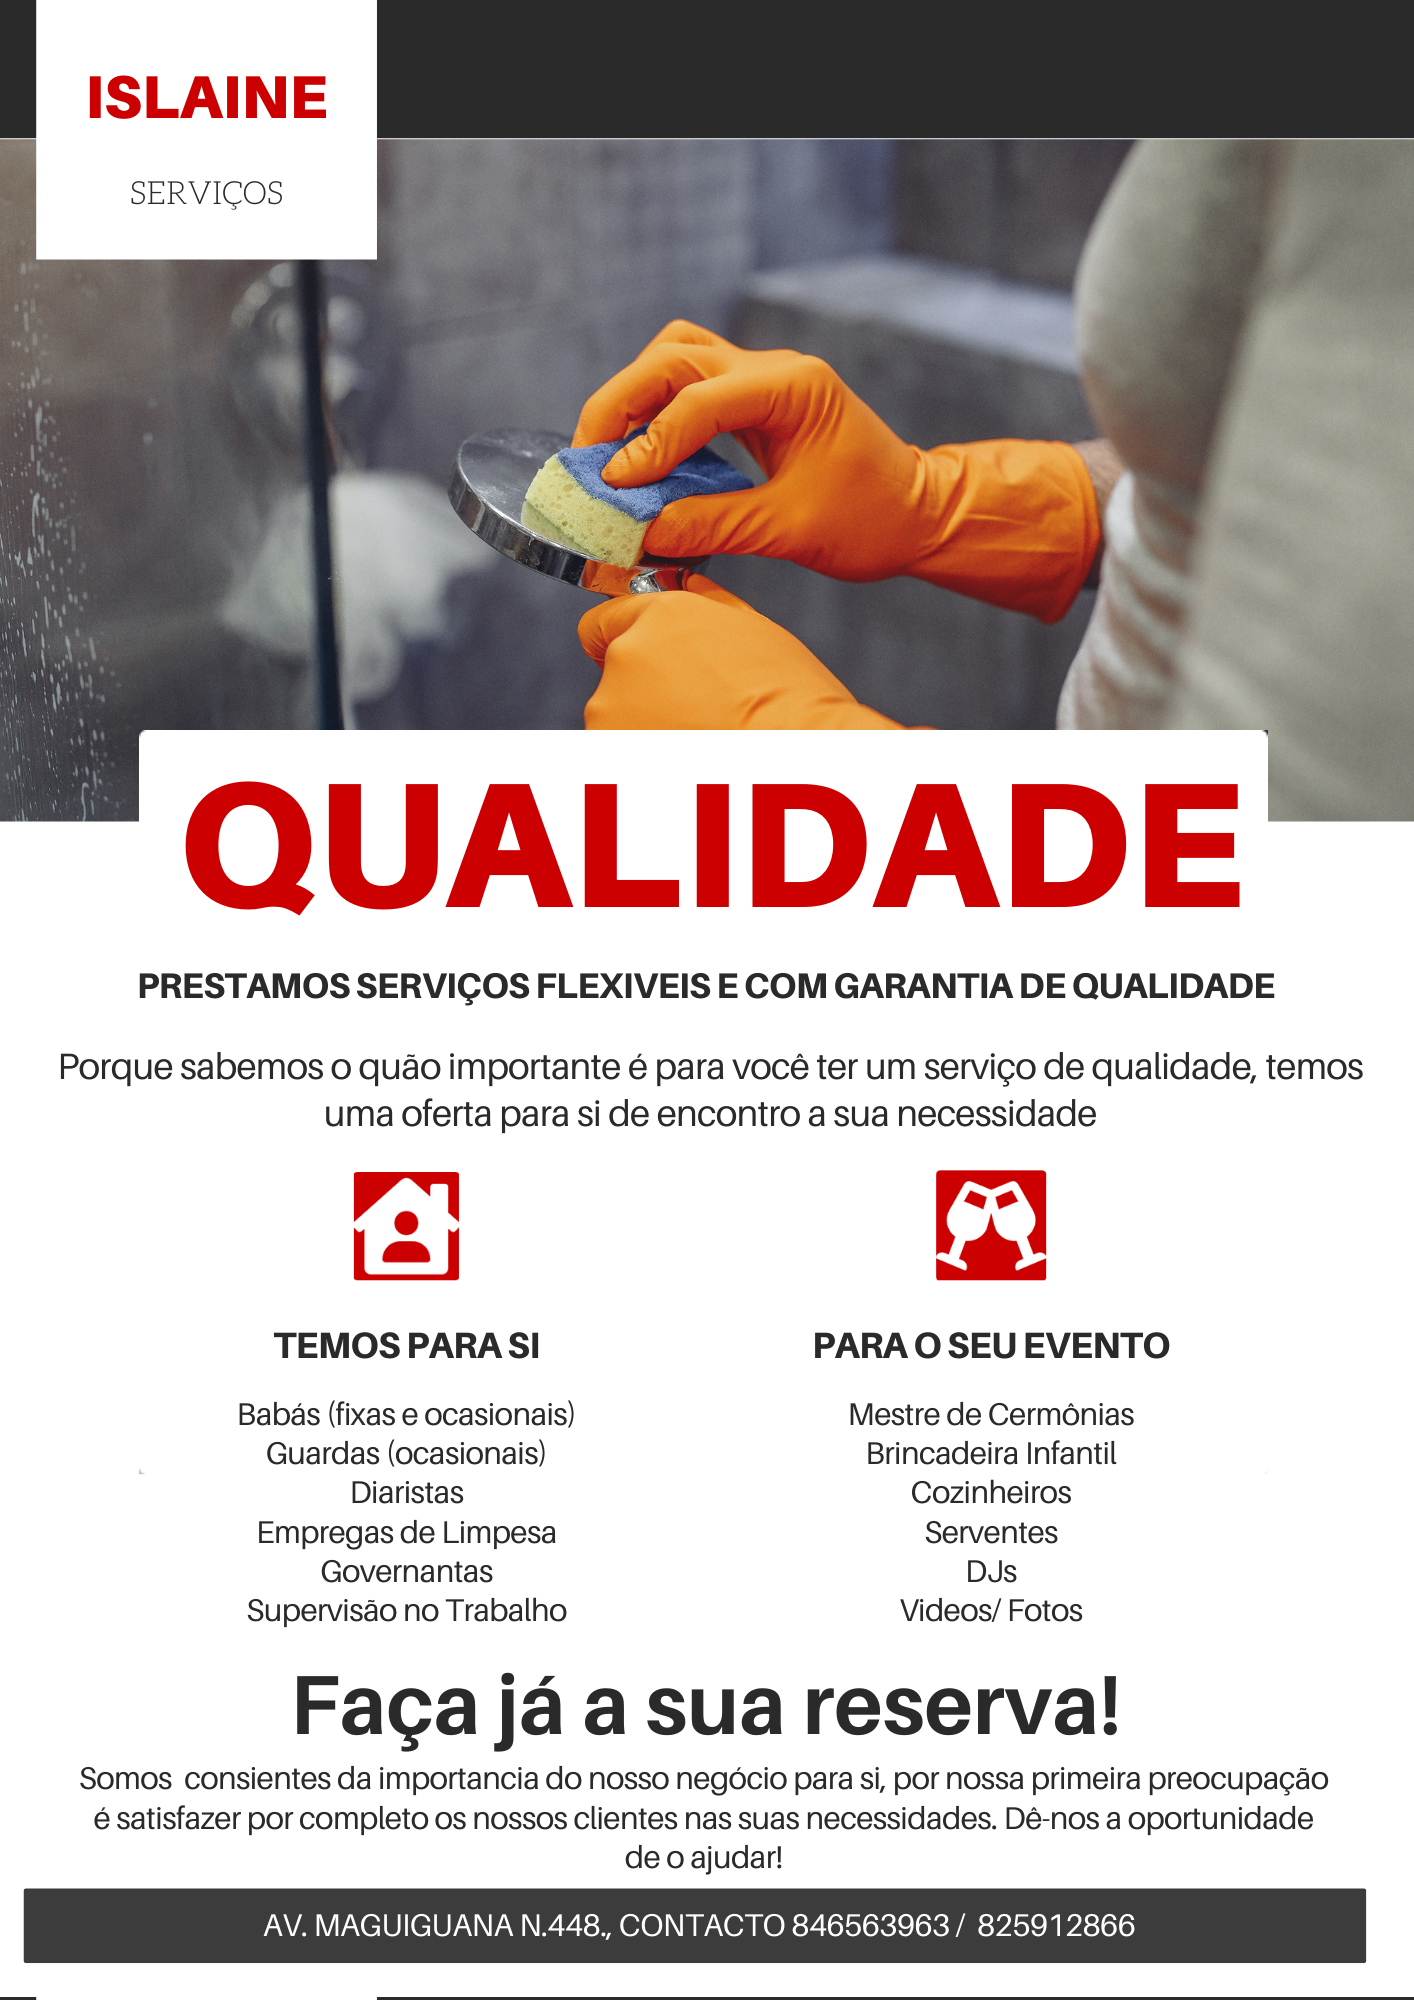 ISLAINE
SERVIÇOS
QUALIDADE
PRESTAMOS SERVIÇOS FLEXIVEIS E COM GARANTIA DE QUALIDADE
Porque sabemos o quão importante é para você ter um serviço de qualidade, temos
uma oferta para si de encontro a sua necessidade
TEMOS PARA SI
Babás (fixas e ocasionais)
Guardas (ocasionais)
Diaristas
Empregas de Limpesa
Governantas
Supervisão no Trabalho
PARA O SEU EVENTO
Mestre de Cermônias
Brincadeira Infantil
Cozinheiros
Serventes
DJs
Videos/ Fotos
Faça já a sua reserva!
Somos consientes da importancia do nosso negócio para si, por nossa primeira preocupação
é satisfazer por completo os nossos clientes nas suas necessidades. Dê-nos a oportunidade
de o ajudar!
AV. MAGUIGUANA N.448., CONTACTO 846563963 / 825912866